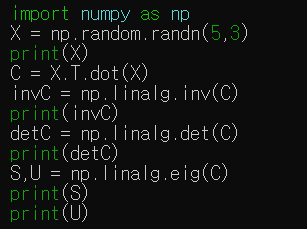 import numpy as np
X = np.random.randn(5,3)
print(X)
C = X.T.dot(X)
invC = np.linalg.inv(C)
print(invC)
detC = np.linalg.det(C)
print(detC)
S,U = np.linalg.eig(C)
print(S)
print(U)